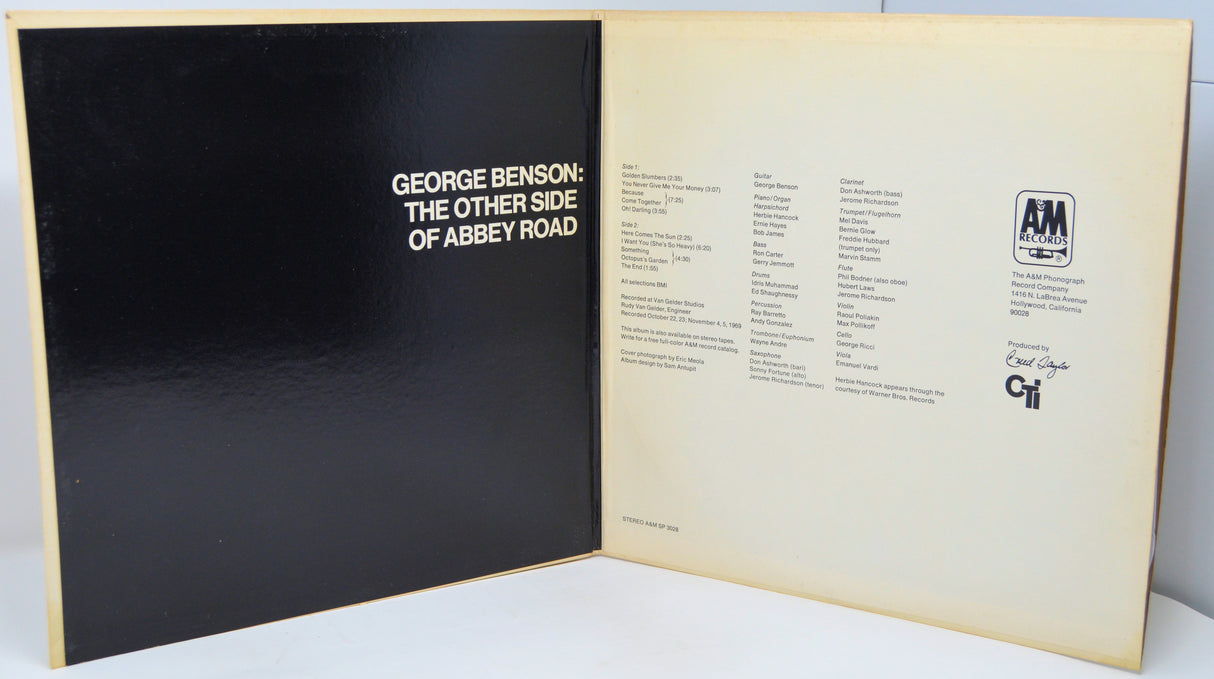 GEORGE BENSON:
THE OTHER SIDE
OF ABBEY ROAD
Side 1:
Golden Slumbers (2:35)
You Never Give Me Your Money (3:07)
Because
Come Together } (7:25)
Oh! Darling (3:55)
Side 2:
Here Comes The Sun (2:25)
I Want You (She's So Heavy) (6:20)
Something
Octopus's Garden } (4:30)
The End (1:55)
All selections BMI
Recorded at Van Gelder Studios
Rudy Van Gelder, Engineer
Recorded October 22, 23; November 4, 5, 1969
This album is also available on stereo tapes.
Write for a free full-color A&M record catalog.
Cover photograph by Eric Meola
Album design by Sam Antupit
STEREO A&M SP 3028
Guitar
George Benson
Piano/Organ
Harpsichord
Herbie Hancock
Ernie Hayes
Bob James
Bass
Ron Carter
Gerry Jemmott
Drums
Idris Muhammad
Ed Shaughnessy
Percussion
Ray Barretto
Andy Gonzalez
Trombone/Euphonium
Wayne Andre
Saxophone
Don Ashworth (bari)
Sonny Fortune (alto)
Jerome Richardson (tenor)
Clarinet
Don Ashworth (bass)
Jerome Richardson
Trumpet/Flugelhorn
Mel Davis
Bernie Glow
Freddie Hubbard
(trumpet only)
Marvin Stamm
Flute
Phil Bodner (also oboe)
Hubert Laws
Jerome Richardson
Violin
Raoul Poliakin
Max Pollikoff
Cello
George Ricci
Viola
Emanuel Vardi
Herbie Hancock appears through the
courtesy of Warner Bros. Records
A&M
RECORDS
®
The A&M Phonograph
Record Company
1416 N. LaBrea Avenue
Hollywood, California
90028
Produced by
Creed Taylor
CTi